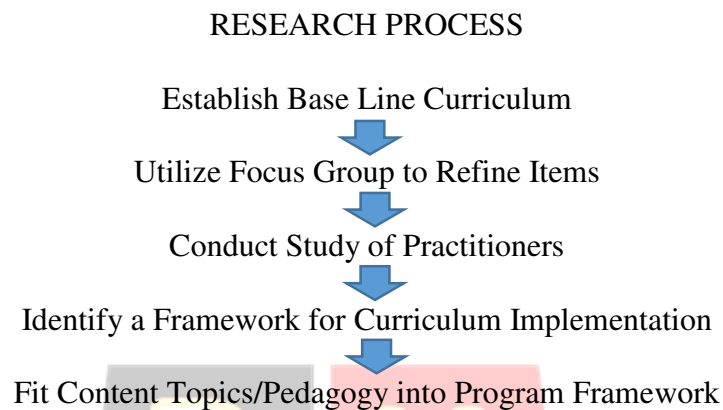 RESEARCH PROCESS
Establish Base Line Curriculum
Utilize Focus Group to Refine Items
Conduct Study of Practitioners
Identify a Framework for Curriculum Implementation
Fit Content Topics/Pedagogy into Program Framework